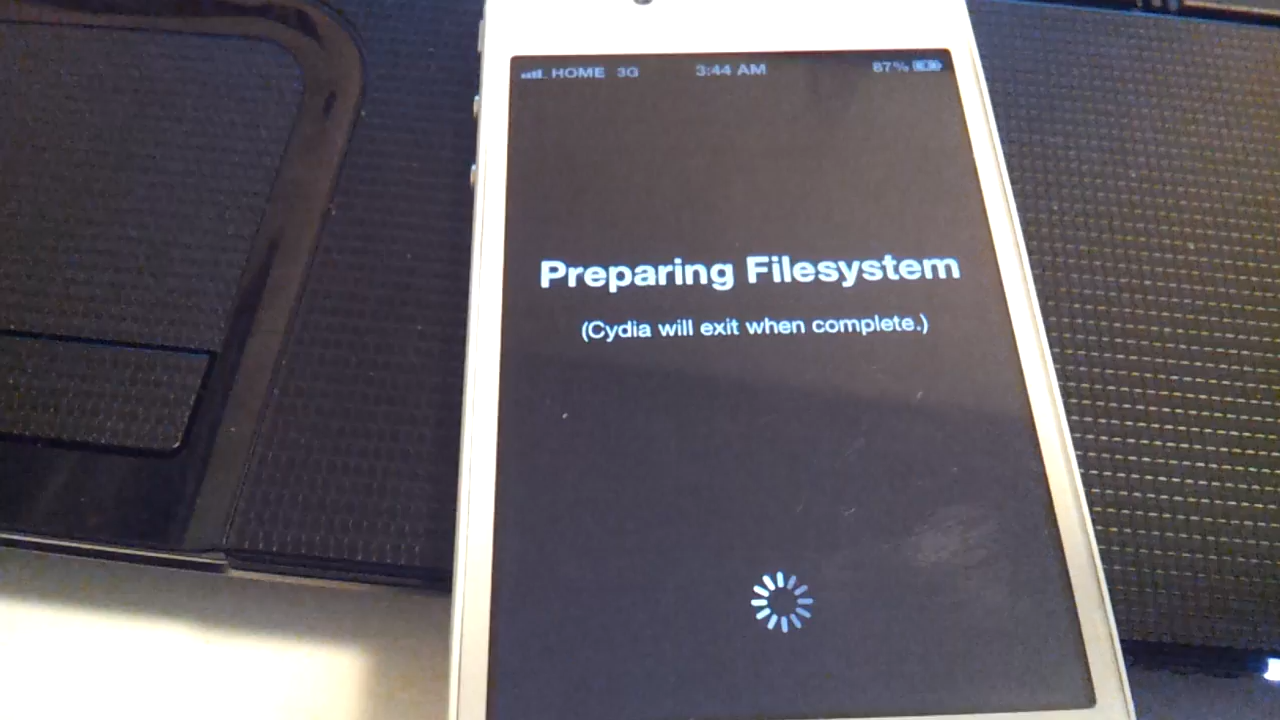 HOME 3G 3:44 AM 87%
Preparing Filesystem
(Cydia will exit when complete.)